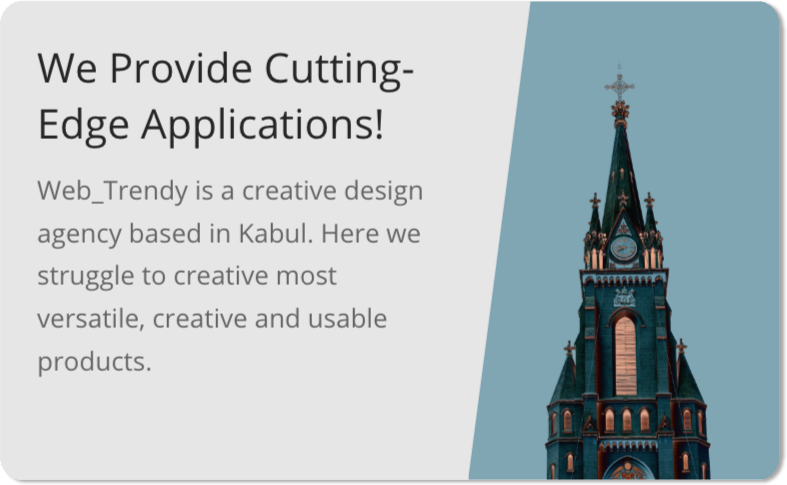 We Provide Cutting-
Edge Applications!
Web_Trendy is a creative design
agency based in Kabul. Here we
struggle to creative most
versatile, creative and usable
products.